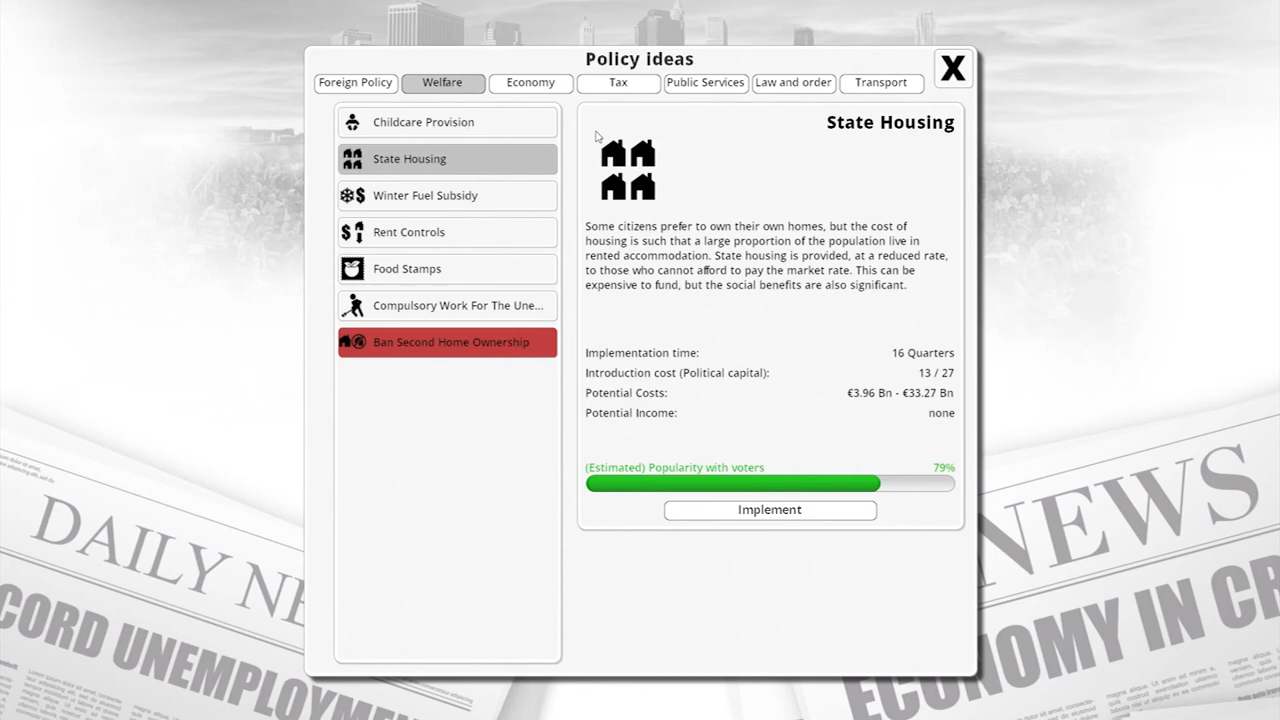 Policy ideas
X
Foreign Policy
Welfare
Economy
Tax
Public Services
Law and order
Transport
Childcare Provision
State Housing
Winter Fuel Subsidy
Rent Controls
Food Stamps
Compulsory Work For The Une...
Ban Second Home Ownership
State Housing
Some citizens prefer to own their own homes, but the cost of
housing is such that a large proportion of the population live in
rented accommodation. State housing is provided, at a reduced rate,
to those who cannot afford to pay the market rate. This can be
expensive to fund, but the social benefits are also significant.
Implementation time: 16 Quarters
Introduction cost (Political capital): 13 / 27
Potential Costs: €3.96 Bn - €33.27 Bn
Potential Income: none
(Estimated) Popularity with voters 79%
Implement
DAILY NE
CORD UNEMPLOYM
NEWS
ECONOMY IN CR